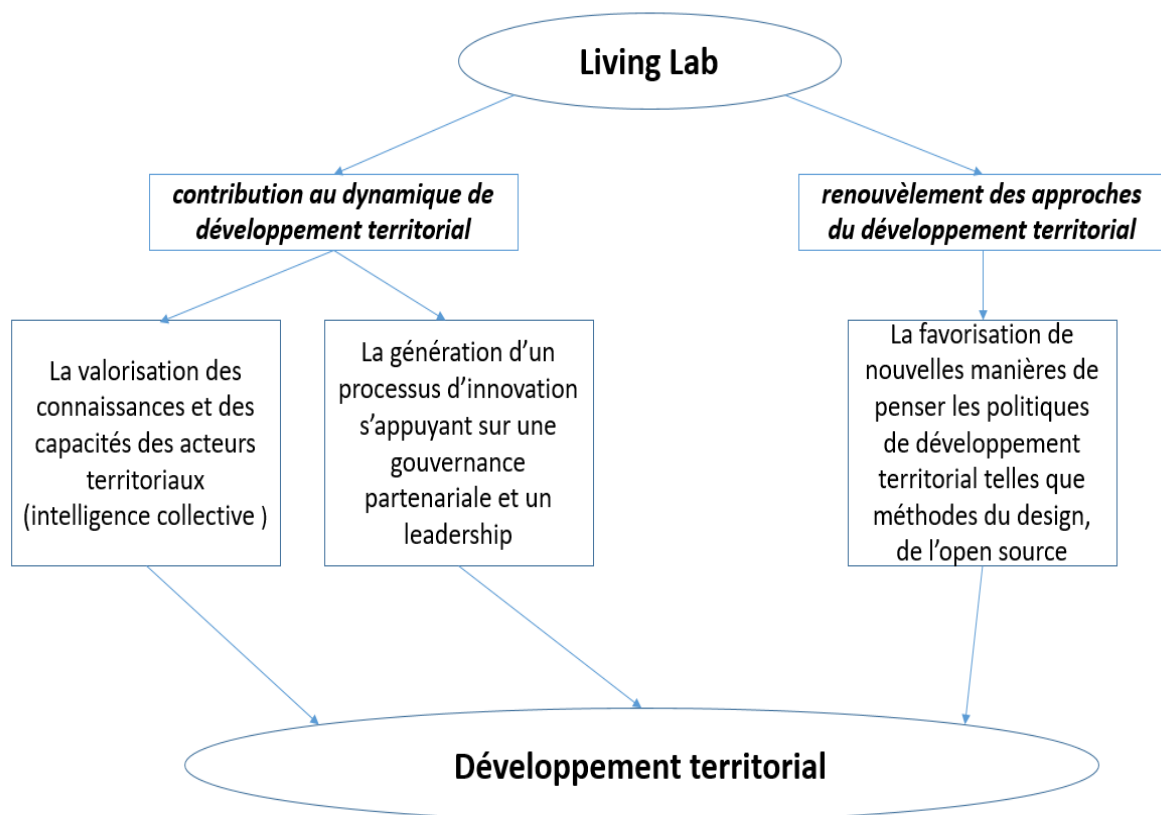 Living Lab
contribution au dynamique de
développement territorial
renouvèlement des approches
du développement territorial
La valorisation des
connaissances et des
capacités des acteurs
territoriaux
(intelligence collective )
La génération d’un
processus d’innovation
s’appuyant sur une
gouvernance
partenariale et un
leadership
La favorisation de
nouvelles manières de
penser les politiques
de développement
territorial telles que
méthodes du design,
de l’open source
Développement territorial